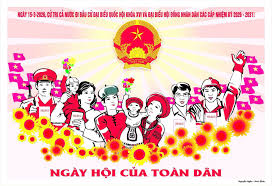 NGÀY 15-3-2026, CỬ TRI CẢ NƯỚC ĐI BẦU CỬ ĐẠI BIỂU QUỐC HỘI KHÓA XVI VÀ ĐẠI BIỂU HỘI ĐỒNG NHÂN DÂN CÁC CẤP NHIỆM KỲ 2026 - 2031
NGÀY HỘI CỦA TOÀN DÂN